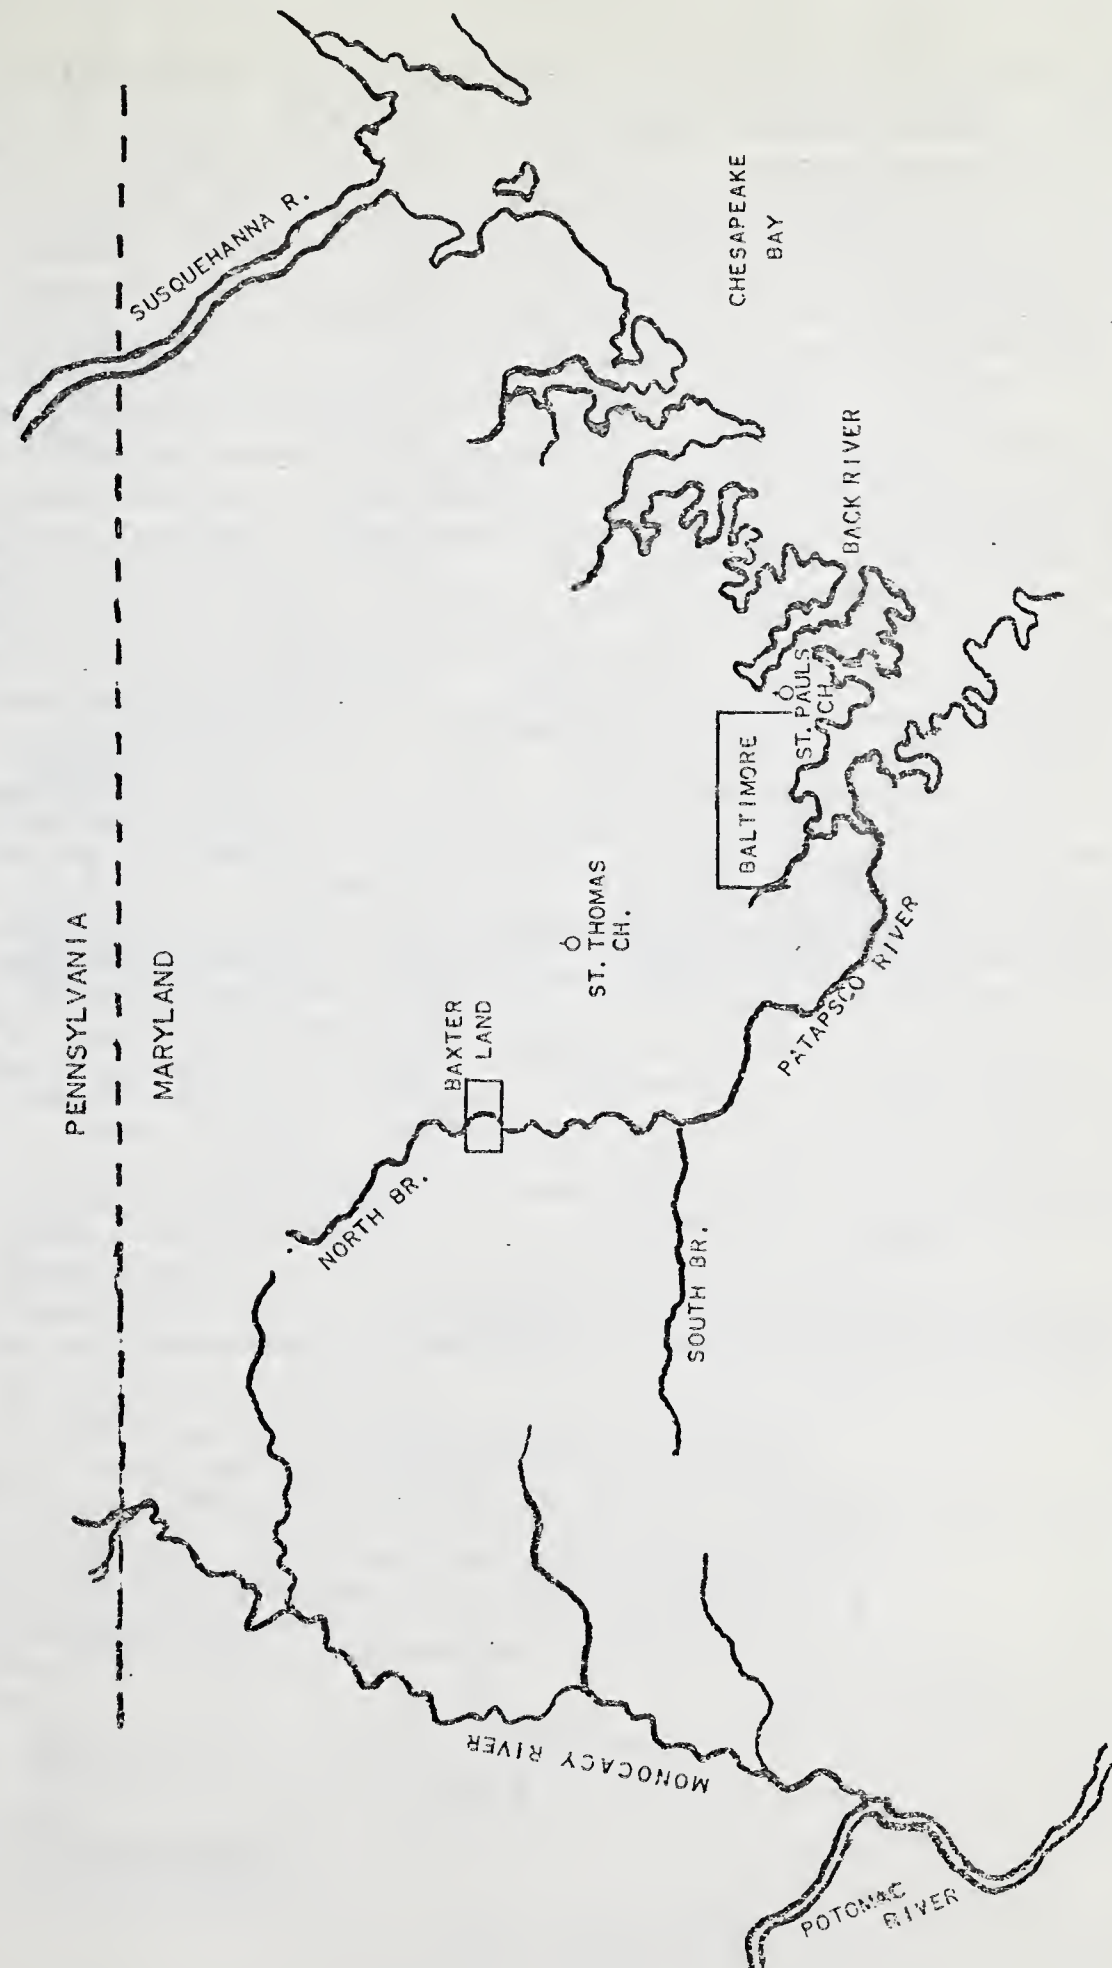 PENNSYLVANIA
MARYLAND
SUSQUEHANNA R.
CHESAPEAKE
BAY
BACK RIVER
BALTIMORE
ST. PAULS
CH.
ST. THOMAS
CH.
BAXTER
LAND
PATAPSCO RIVER
NORTH BR.
SOUTH BR.
MONOCACY RIVER
POTOMAC
RIVER